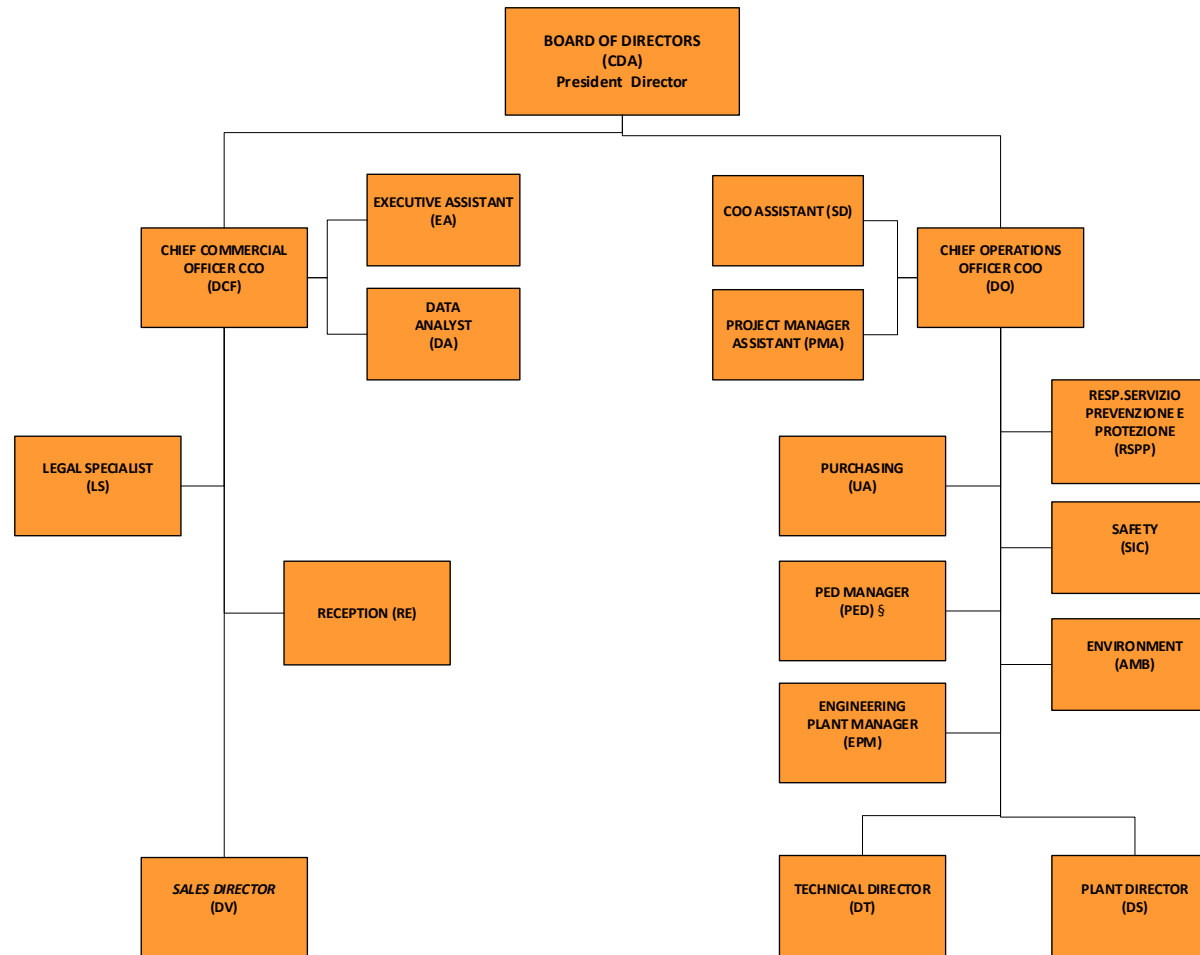 BOARD OF DIRECTORS
(CDA)
President Director
EXECUTIVE ASSISTANT
(EA)
COO ASSISTANT (SD)
CHIEF COMMERCIAL
OFFICER CCO
(DCF)
CHIEF OPERATIONS
OFFICER COO
(DO)
DATA
ANALYST
(DA)
PROJECT MANAGER
ASSISTANT (PMA)
RESP.SERVIZIO
PREVENZIONE E
PROTEZIONE
(RSPP)
LEGAL SPECIALIST
(LS)
PURCHASING
(UA)
SAFETY
(SIC)
RECEPTION (RE)
PED MANAGER
(PED) §
ENVIRONMENT
(AMB)
ENGINEERING
PLANT MANAGER
(EPM)
SALES DIRECTOR
(DV)
TECHNICAL DIRECTOR
(DT)
PLANT DIRECTOR
(DS)